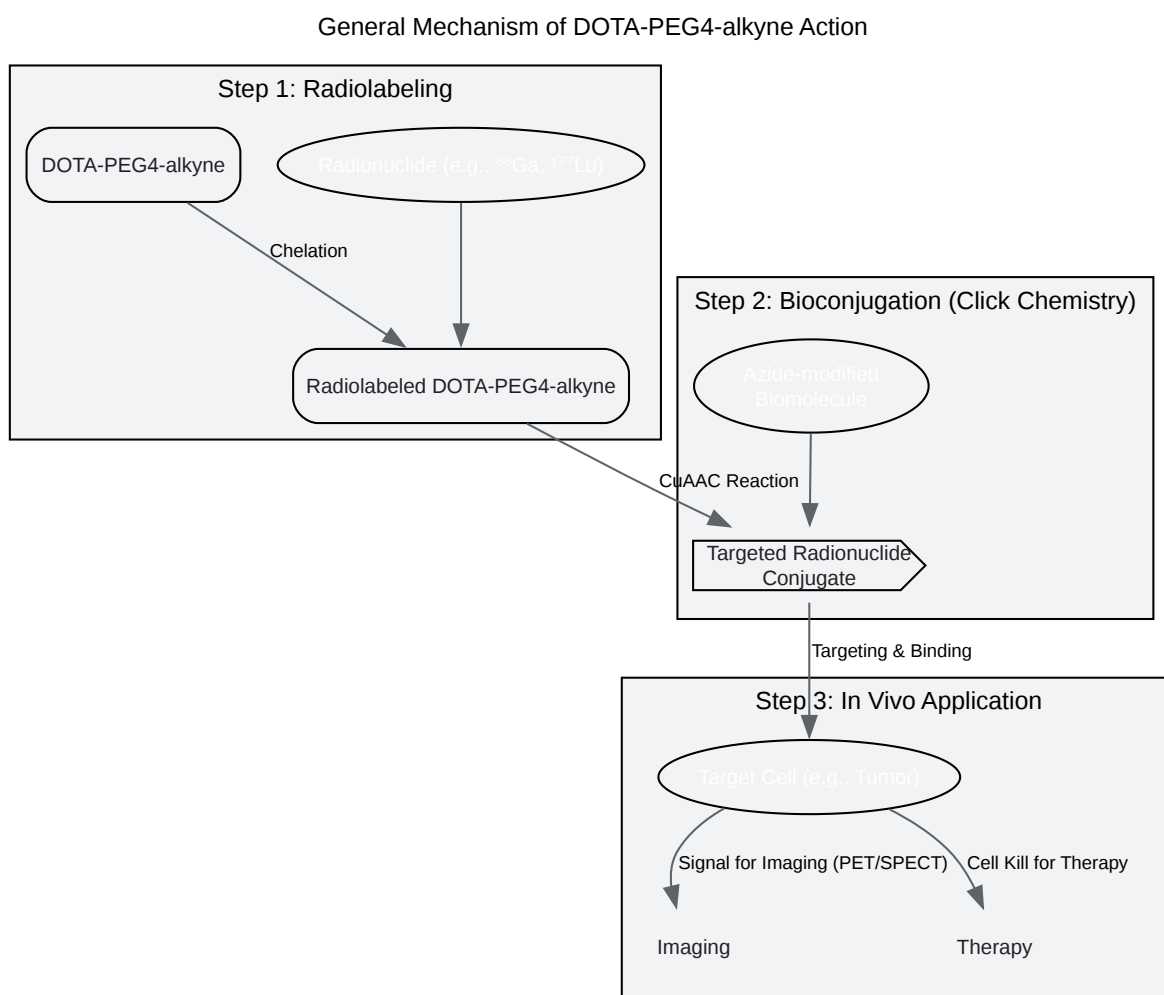 General Mechanism of DOTA-PEG4-alkyne Action
Step 1: Radiolabeling
DOTA-PEG4-alkyne
Radionuclide (e.g., ⁶⁸Ga, ¹⁷⁷Lu)
Chelation
Radiolabeled DOTA-PEG4-alkyne
Step 2: Bioconjugation (Click Chemistry)
Azide-modified
Biomolecule
CuAAC Reaction
Targeted Radionuclide
Conjugate
Targeting & Binding
Step 3: In Vivo Application
Target Cell (e.g., Tumor)
Signal for Imaging (PET/SPECT)
Cell Kill for Therapy
Imaging
Therapy